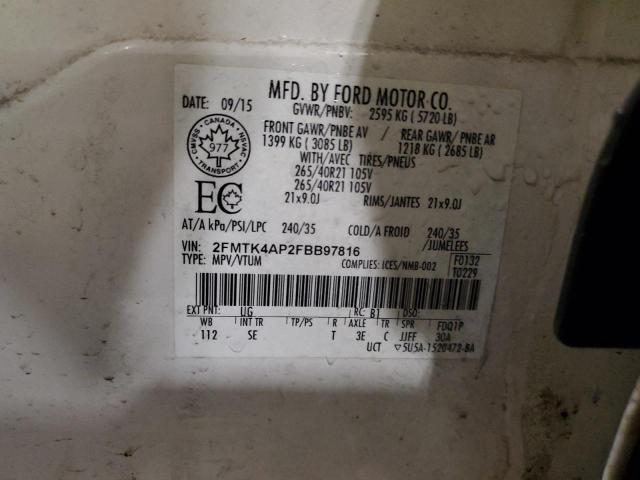 MFD. BY FORD MOTOR CO.
DATE: 09/15 GVWR/PNBV: 2595 KG ( 5720 LB)
FRONT GAWR/PNBE AV / REAR GAWR/ PNBE AR
1399 KG ( 3085 LB) 1218 KG ( 2685 LB)
WITH/AVEC TIRES/PNEUS
265/40R21 105V
265/40R21 105V
21x9.0J RIMS/JANTES 21x9.0J
CMVSS · CANADA · NSVAC
977
TRANSPORT
EC
AT/A kPa/PSI/LPC 240/35 COLD/A FROID 240/35
/JUMELEES
VIN: 2FMTK4AP2FBB97816
TYPE: MPV/VTUM COMPLIES: ICES/NMB-002
F0132
T0229
EXT PNT: UG RC: B1 DSO:
WB INT TR TP/PS R AXLE TR SPR FDQ1P
112 SE T 3E C JJFF 30A
UCT ▽5U5A-1520472-BA